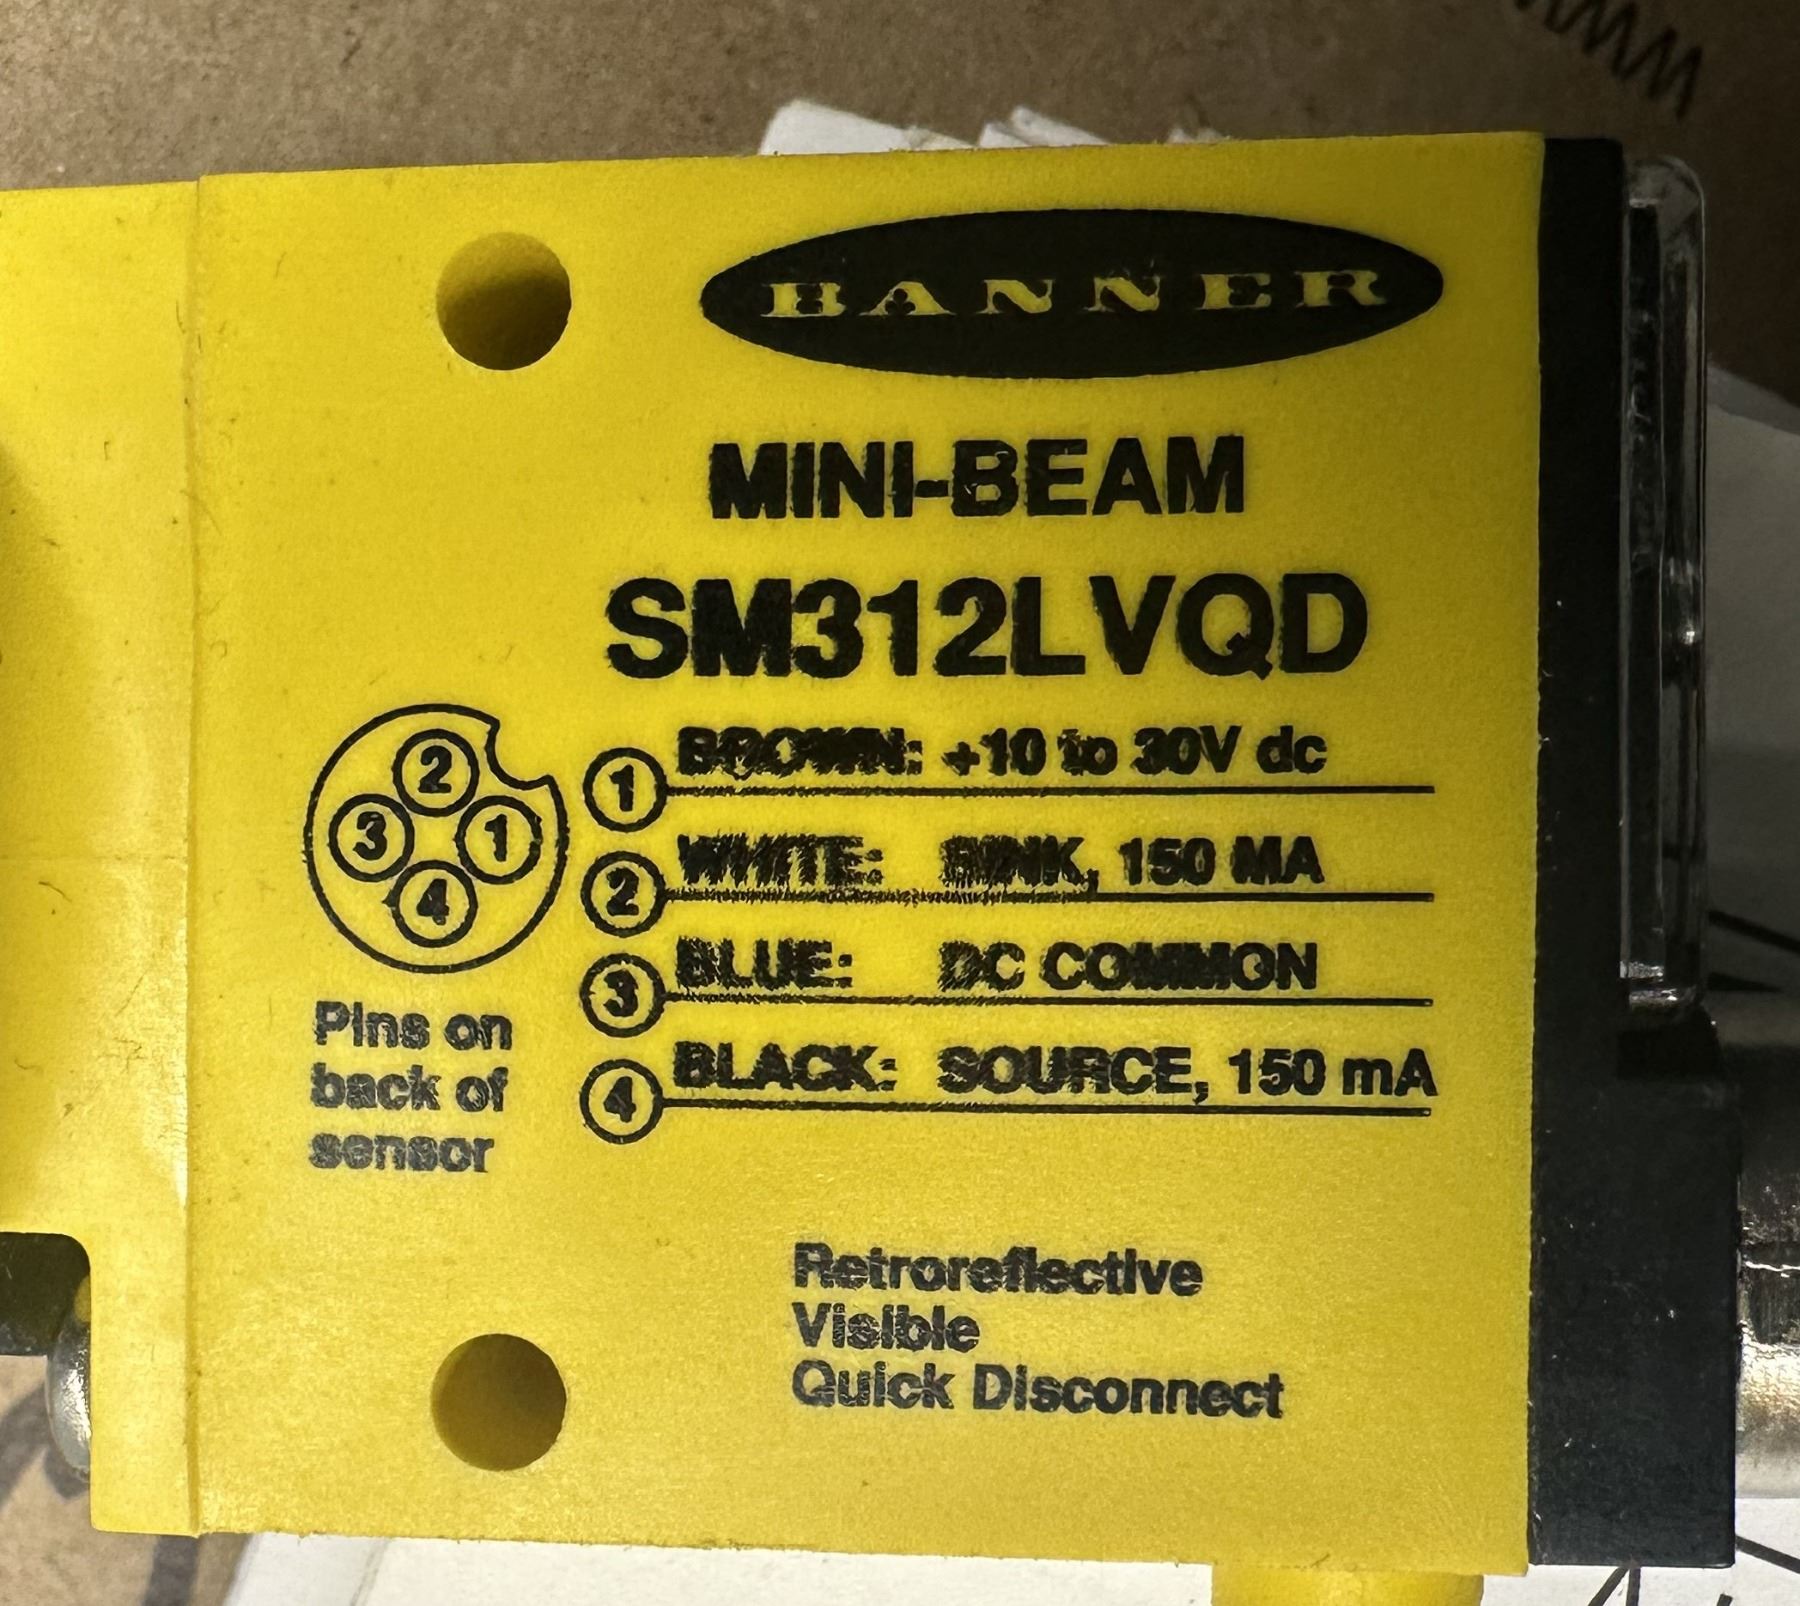 BANNER
MINI-BEAM
SM312LVQD
1 BROWN: +10 to 30V dc
2 WHITE: SINK, 150 MA
3 BLUE: DC COMMON
4 BLACK: SOURCE, 150 mA
2
3 1
4
Pins on
back of
sensor
Retroreflective
Visible
Quick Disconnect